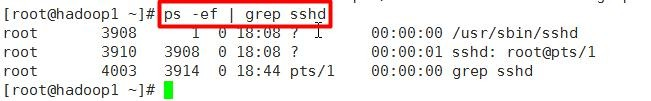 [root@hadoop1 ~]# ps -ef | grep sshd
root       3908      1  0 18:08 ?        00:00:00 /usr/sbin/sshd
root       3910   3908  0 18:08 ?        00:00:01 sshd: root@pts/1
root       4003   3914  0 18:44 pts/1    00:00:00 grep sshd
[root@hadoop1 ~]#